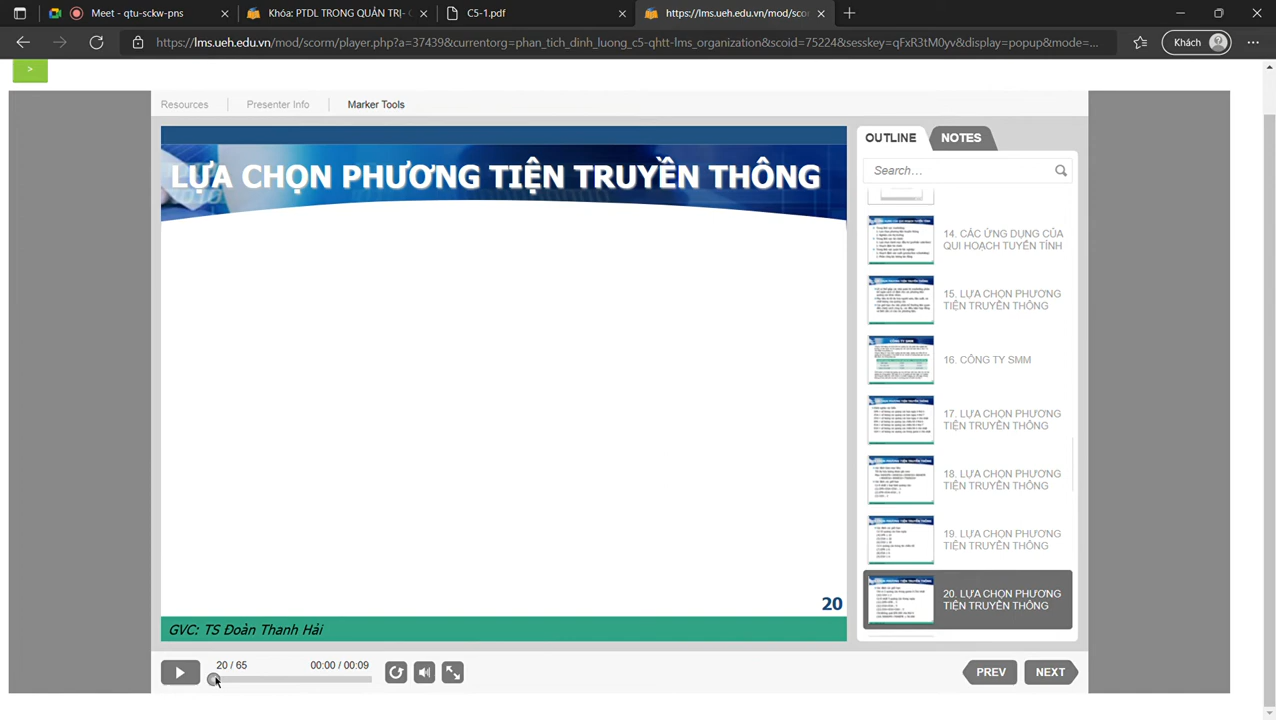 Meet - qtu-sckw-pns
Khóa: PTDL TRONG QUẢN TRỊ-
C5-1.pdf
https://lms.ueh.edu.vn/mod/scor
https://lms.ueh.edu.vn/mod/scorm/player.php?a=37439&currentorg=phan_tich_dinh_luong_c5-qhtt-lms_organization&scoid=75224&sesskey=qFxR3tM0yv&display=popup&mode=...
Khách
>
Resources
Presenter Info
Marker Tools
LỰA CHỌN PHƯƠNG TIỆN TRUYỀN THÔNG
20
GVC: TS Đoàn Thanh Hải
20 / 65
00:00 / 00:09
OUTLINE
NOTES
Search...
14. CÁC ỨNG DỤNG CỦA
QUI HOẠCH TUYẾN TÍNH
15. LỰA CHỌN PHƯƠNG
TIỆN TRUYỀN THÔNG
16. CÔNG TY SMM
17. LỰA CHỌN PHƯƠNG
TIỆN TRUYỀN THÔNG
18. LỰA CHỌN PHƯƠNG
TIỆN TRUYỀN THÔNG
19. LỰA CHỌN PHƯƠNG
TIỆN TRUYỀN THÔNG
20. LỰA CHỌN PHƯƠNG
TIỆN TRUYỀN THÔNG
PREV
NEXT